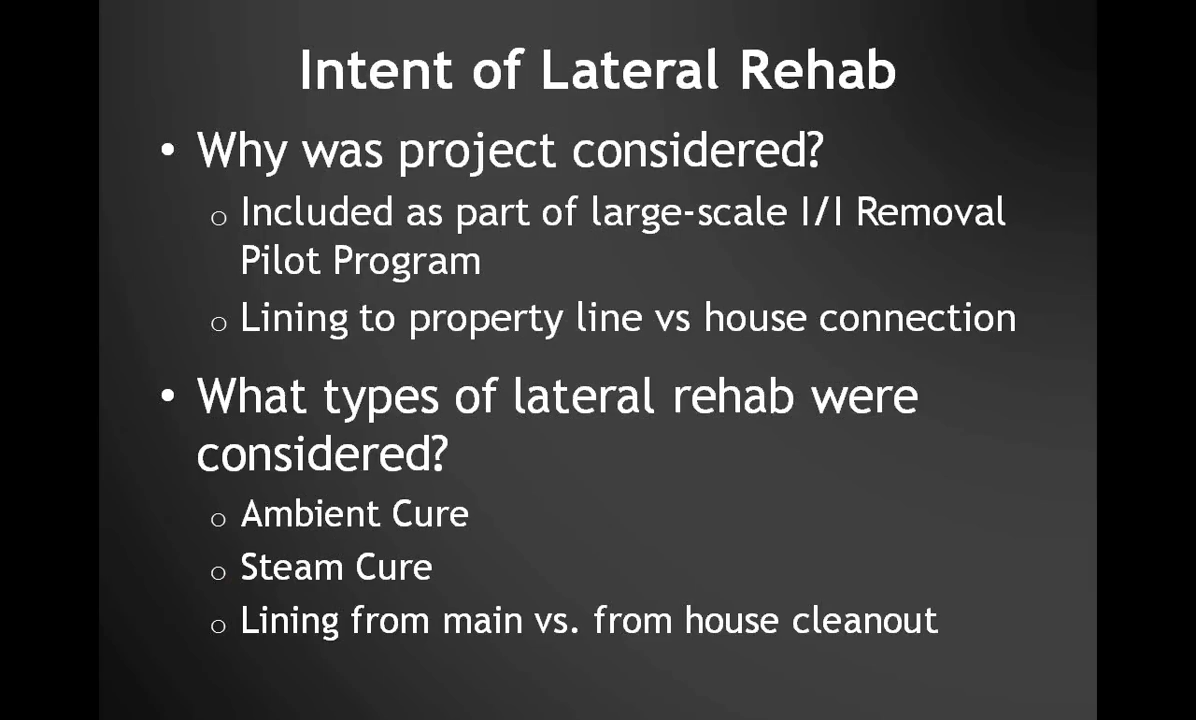 Intent of Lateral Rehab
• Why was project considered?
o Included as part of large-scale I/I Removal
Pilot Program
o Lining to property line vs house connection
• What types of lateral rehab were
considered?
o Ambient Cure
o Steam Cure
o Lining from main vs. from house cleanout